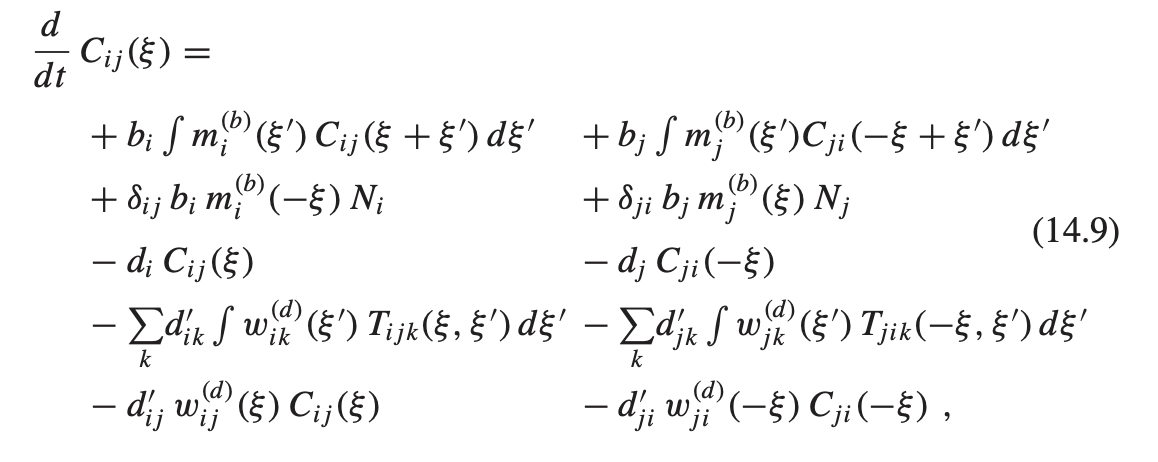 d/dt C_{ij}(ξ) =
+ b_i ∫ m_i^{(b)}(ξ′) C_{ij}(ξ + ξ′) dξ′ + b_j ∫ m_j^{(b)}(ξ′)C_{ji}(−ξ + ξ′) dξ′
+ δ_{ij} b_i m_i^{(b)}(−ξ) N_i + δ_{ji} b_j m_j^{(b)}(ξ) N_j
(14.9)
− d_i C_{ij}(ξ) − d_j C_{ji}(−ξ)
− ∑_k d′_{ik} ∫ w_{ik}^{(d)}(ξ′) T_{ijk}(ξ, ξ′) dξ′ − ∑_k d′_{jk} ∫ w_{jk}^{(d)}(ξ′) T_{jik}(−ξ, ξ′) dξ′
− d′_{ij} w_{ij}^{(d)}(ξ) C_{ij}(ξ) − d′_{ji} w_{ji}^{(d)}(−ξ) C_{ji}(−ξ) ,